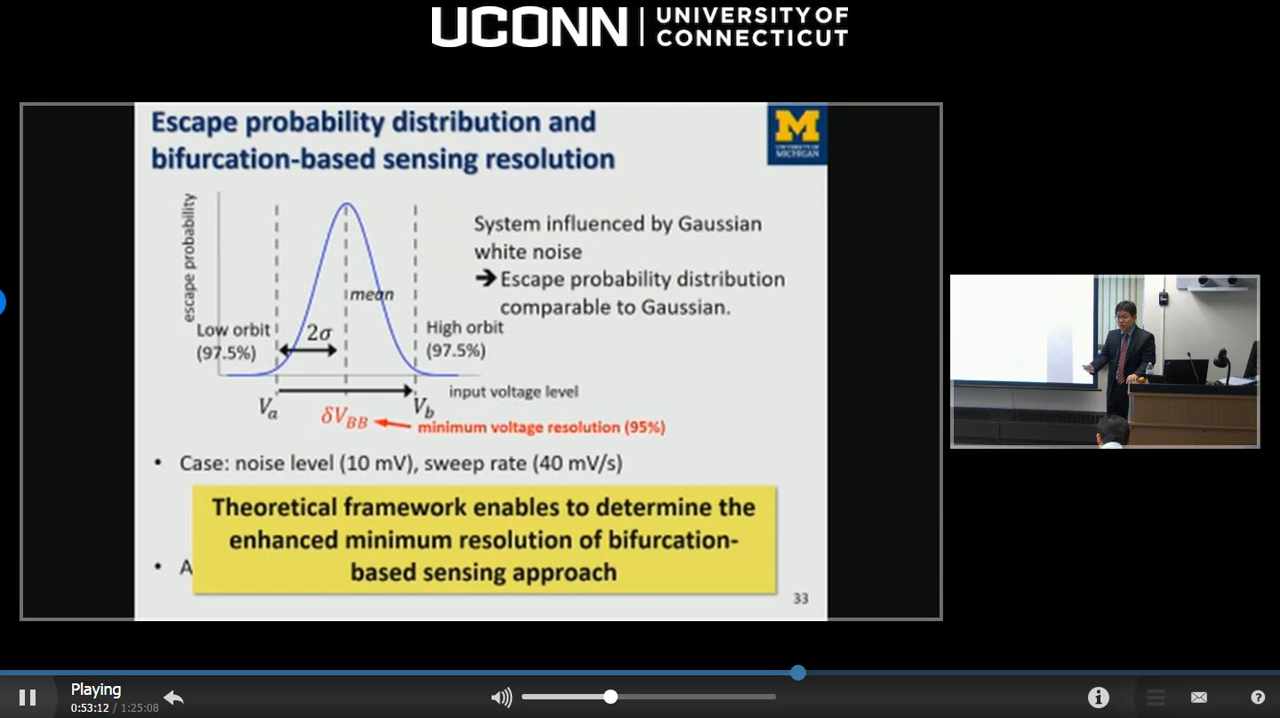 UCONN | UNIVERSITY OF
CONNECTICUT
Escape probability distribution and
bifurcation-based sensing resolution
M
UNIVERSITY OF
MICHIGAN
escape probability
System influenced by Gaussian
white noise
➔ Escape probability distribution
comparable to Gaussian.
mean
Low orbit
(97.5%)
2σ
High orbit
(97.5%)
input voltage level
Va
δVBB
Vb
minimum voltage resolution (95%)
• Case: noise level (10 mV), sweep rate (40 mV/s)
Theoretical framework enables to determine the
enhanced minimum resolution of bifurcation-
based sensing approach
• A
33
Playing
0:53:12 / 1:25:08